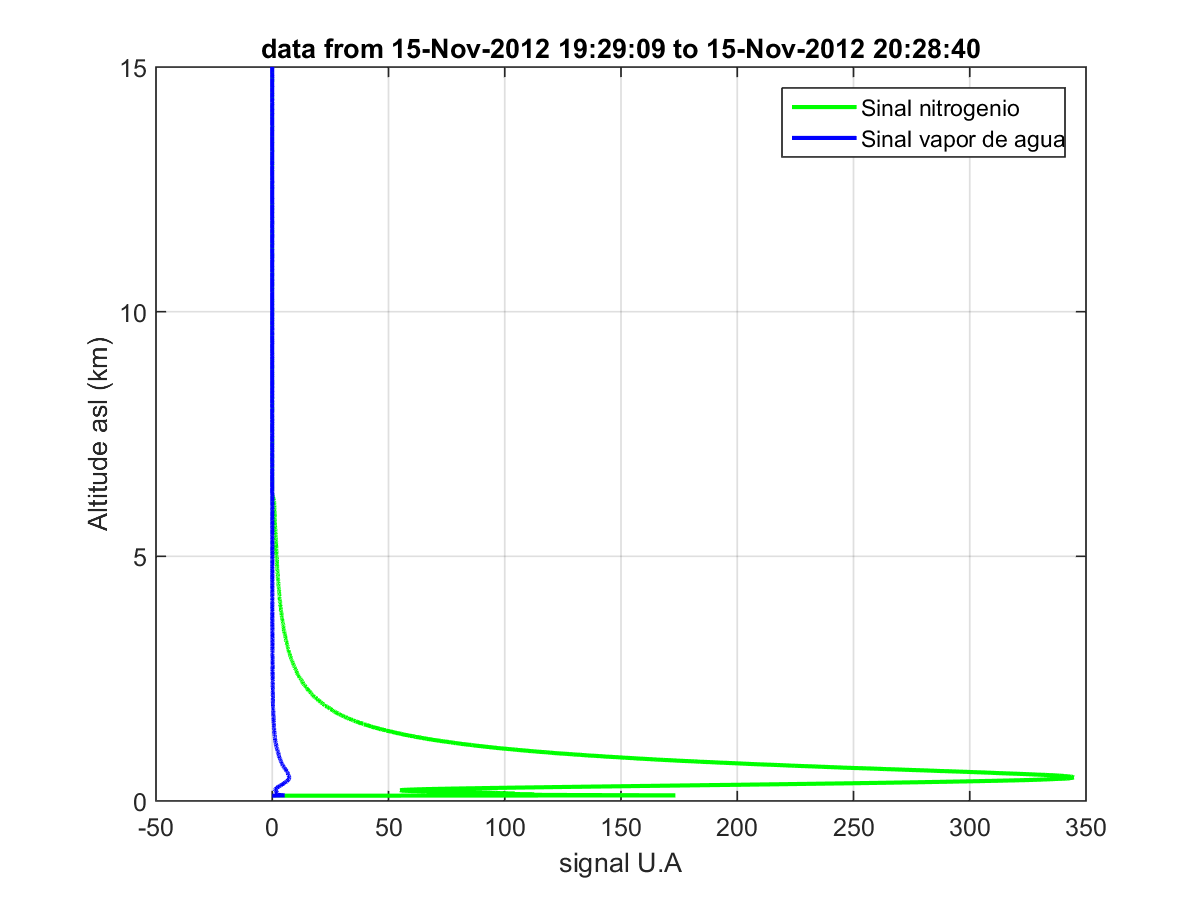 data from 15-Nov-2012 19:29:09 to 15-Nov-2012 20:28:40
Sinal nitrogenio
Sinal vapor de agua
Altitude asl (km)
15
10
5
0
-50 0 50 100 150 200 250 300 350
signal U.A